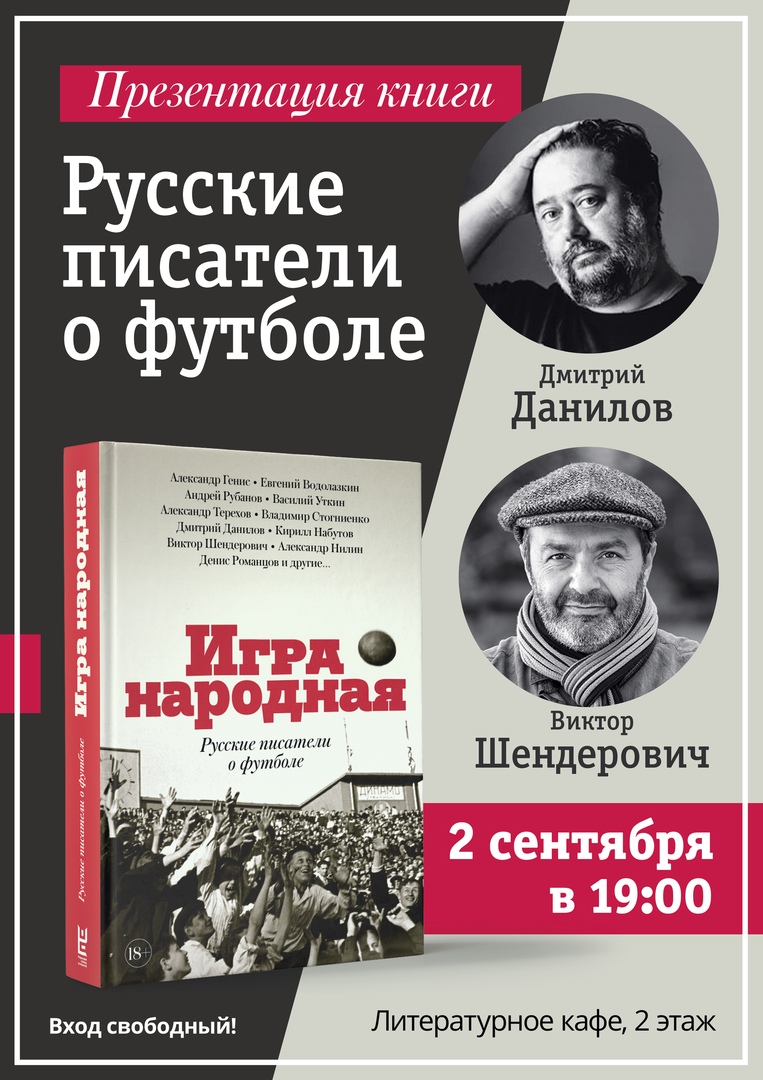 Презентация книги
Русские
писатели
о футболе
Дмитрий
Данилов
Виктор
Шендерович
Александр Генис • Евгений Водолазкин
Андрей Рубанов • Василий Уткин
Александр Терехов • Владимир Стогниенко
Дмитрий Данилов • Кирилл Набутов
Виктор Шендерович • Александр Нилин
Денис Романцов и другие...
Игра
народная
Русские писатели
о футболе
ДИНАМО
18+
Игра народная
Русские писатели о футболе
2 сентября
в 19:00
Вход свободный!
Литературное кафе, 2 этаж